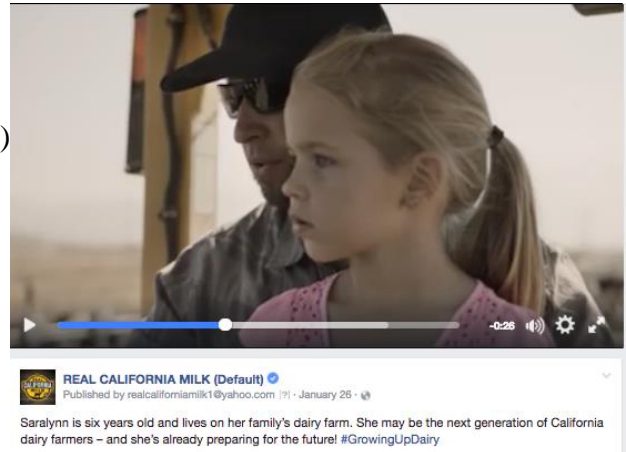 )
-0:26
REAL CALIFORNIA MILK (Default)
Published by realcaliforniamilk1@yahoo.com [?] · January 26 ·
Saralynn is six years old and lives on her family's dairy farm. She may be the next generation of California
dairy farmers – and she's already preparing for the future! #GrowingUpDairy